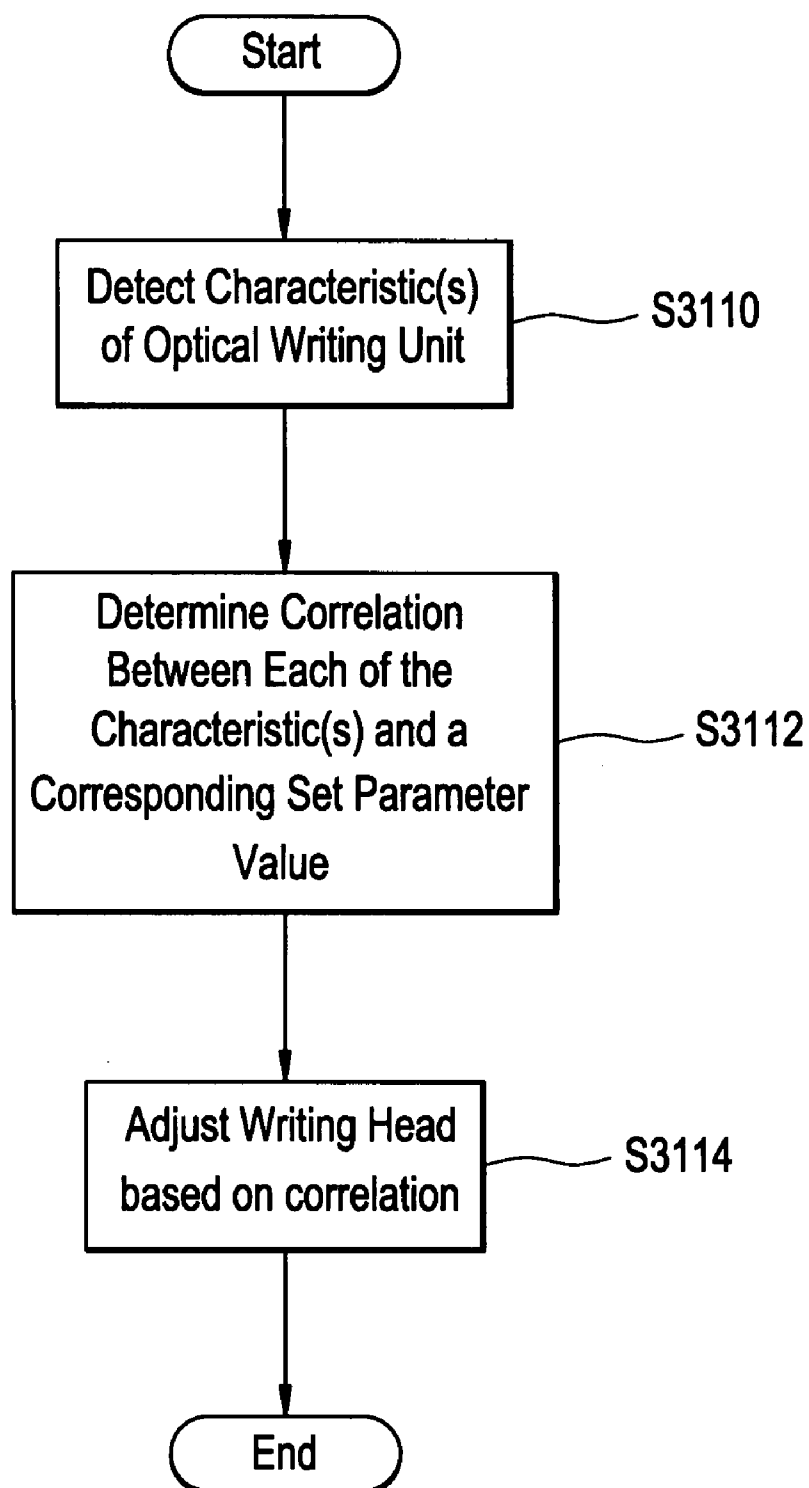 Start
Detect Characteristic(s)
of Optical Writing Unit
S3110
Determine Correlation
Between Each of the
Characteristic(s) and a
Corresponding Set Parameter
Value
S3112
Adjust Writing Head
based on correlation
S3114
End